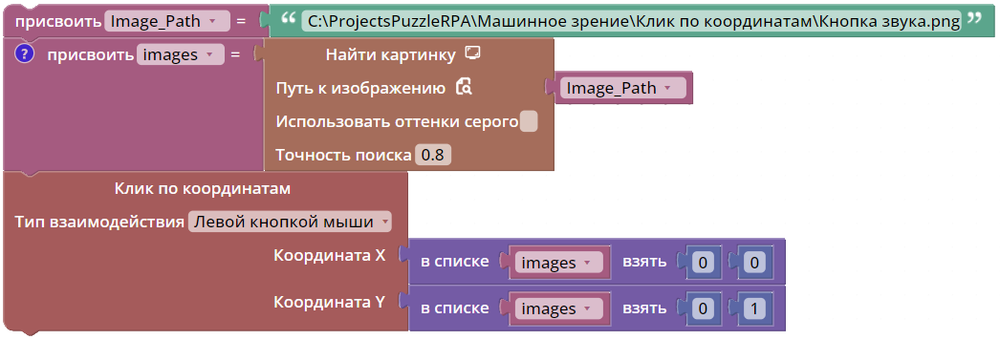 присвоить Image_Path = “ C:\ProjectsPuzzleRPA\Машинное зрение\Клик по координатам\Кнопка звука.png ”
? присвоить images = Найти картинку
Путь к изображению Image_Path
Использовать оттенки серого
Точность поиска 0.8
Клик по координатам
Тип взаимодействия Левой кнопкой мыши
Координата X в списке images взять 0 0
Координата Y в списке images взять 0 1